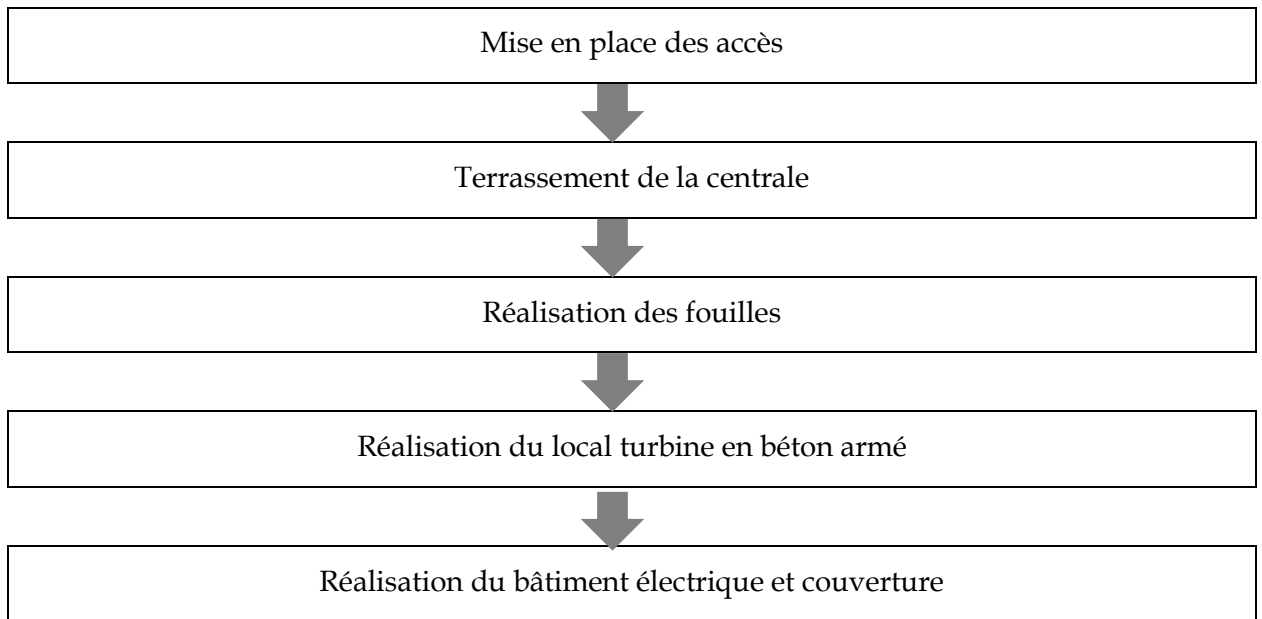 Mise en place des accès
Terrassement de la centrale
Réalisation des fouilles
Réalisation du local turbine en béton armé
Réalisation du bâtiment électrique et couverture